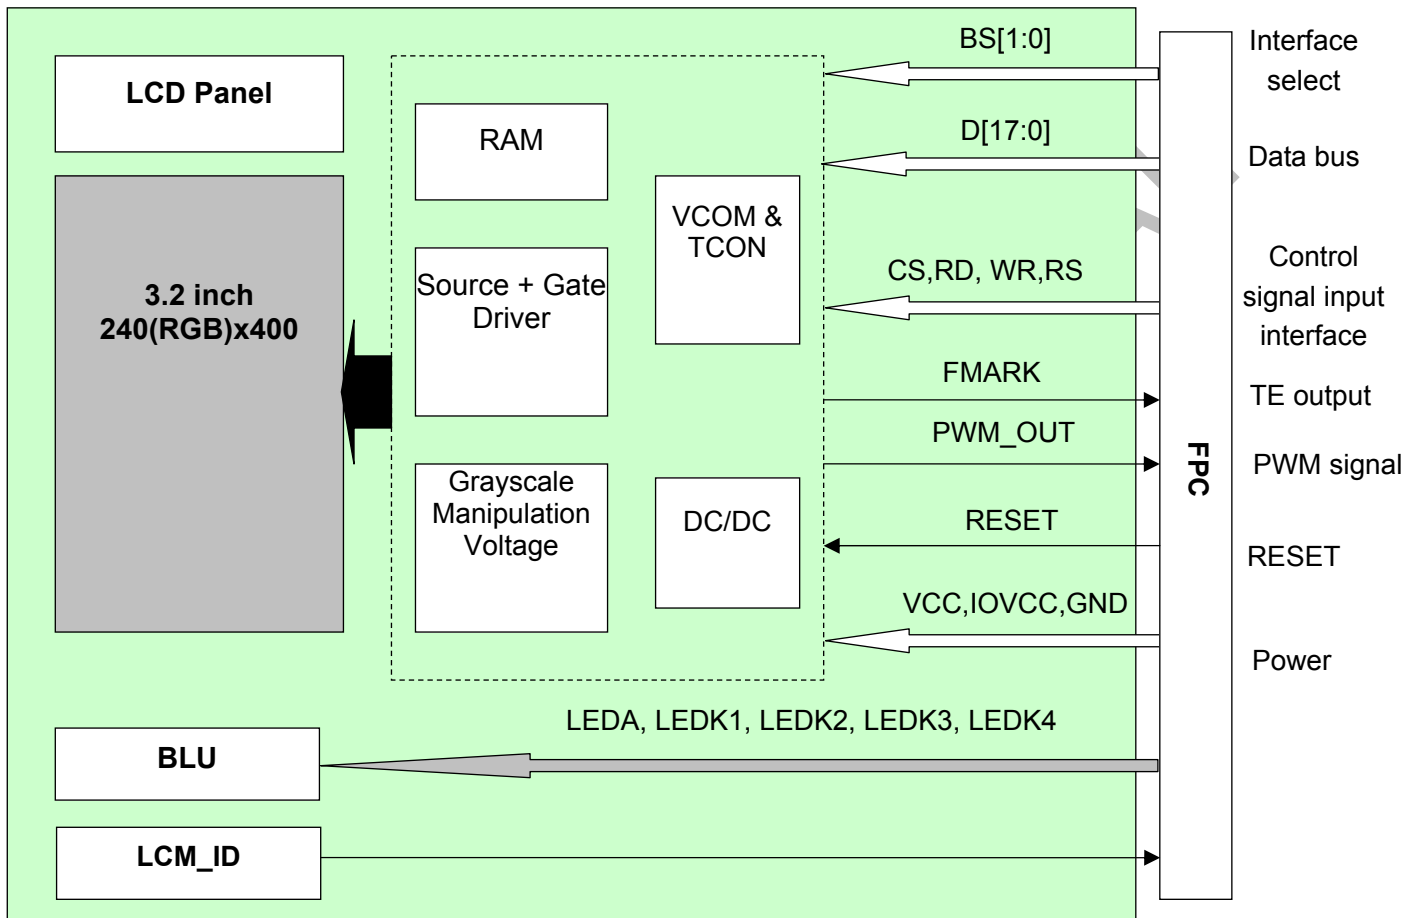 BS[1:0]
Interface
select
LCD Panel
RAM
D[17:0]
Data bus
VCOM &
TCON
3.2 inch
240(RGB)x400
Source + Gate
Driver
CS,RD, WR,RS
Control
signal input
interface
FMARK
TE output
PWM_OUT
PWM signal
FPC
Grayscale
Manipulation
Voltage
DC/DC
RESET
RESET
VCC,IOVCC,GND
Power
LEDA, LEDK1, LEDK2, LEDK3, LEDK4
BLU
LCM_ID